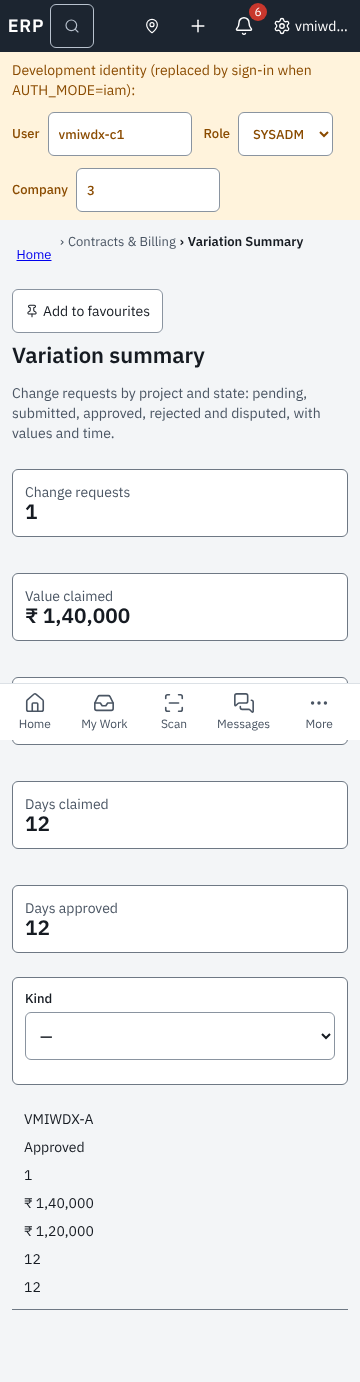 ERP
6
vmiwd...
Development identity (replaced by sign-in when
AUTH_MODE=iam):
User vmiwdx-c1 Role SYSADM
Company 3
Home › Contracts & Billing › Variation Summary
Add to favourites
Variation summary
Change requests by project and state: pending,
submitted, approved, rejected and disputed, with
values and time.
Change requests
1
Value claimed
₹ 1,40,000
Home My Work Scan Messages More
Days claimed
12
Days approved
12
Kind
—
VMIWDX-A
Approved
1
₹ 1,40,000
₹ 1,20,000
12
12